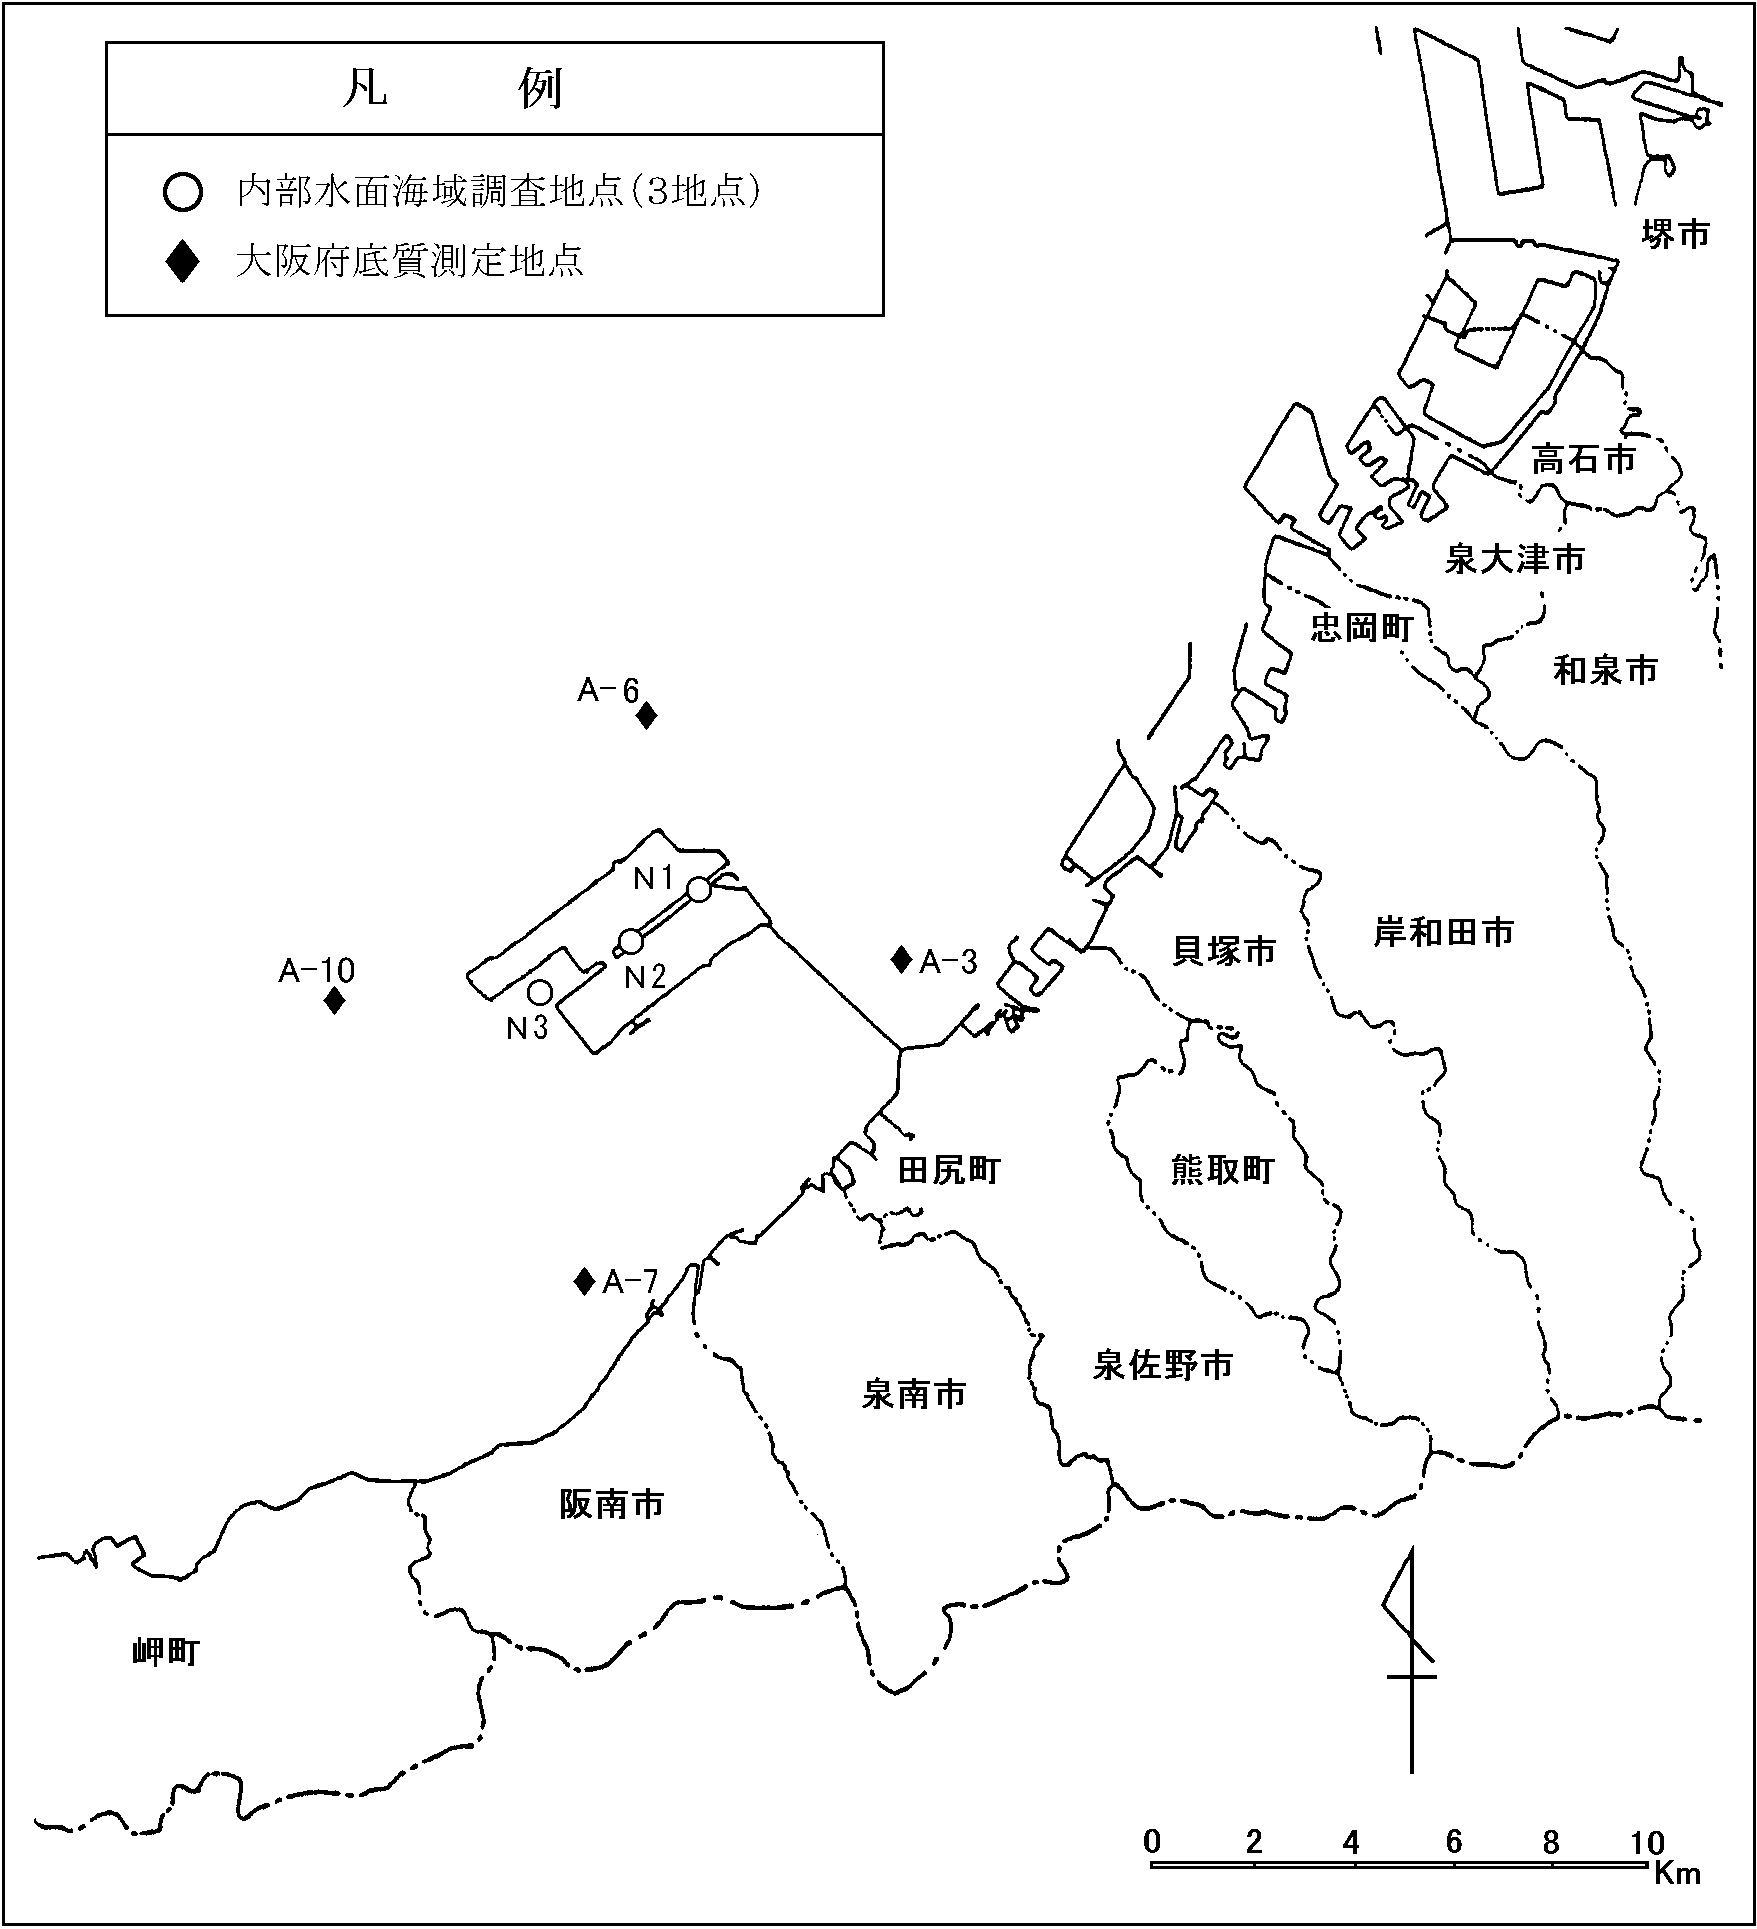 凡　例
内部水面海域調査地点(3地点)
大阪府底質測定地点
堺市
高石市
泉大津市
忠岡町
和泉市
A-6
N1
岸和田市
貝塚市
A-3
A-10
N2
N3
田尻町
熊取町
A-7
泉佐野市
泉南市
阪南市
岬町
0 2 4 6 8 10
Km